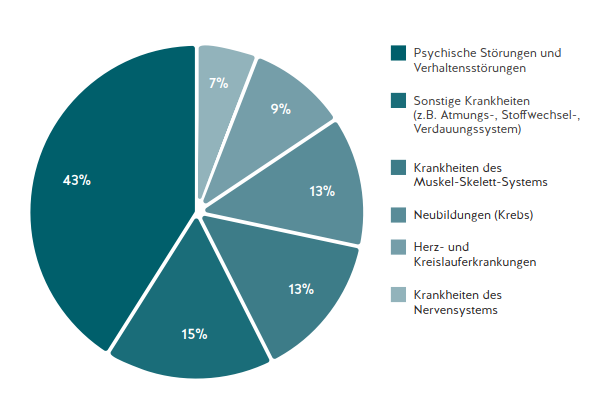 7%
9%
13%
13%
15%
43%
Psychische Störungen und
Verhaltensstörungen
Sonstige Krankheiten
(z.B. Atmungs-, Stoffwechsel-,
Verdauungssystem)
Krankheiten des
Muskel-Skelett-Systems
Neubildungen (Krebs)
Herz- und
Kreislauferkrankungen
Krankheiten des
Nervensystems